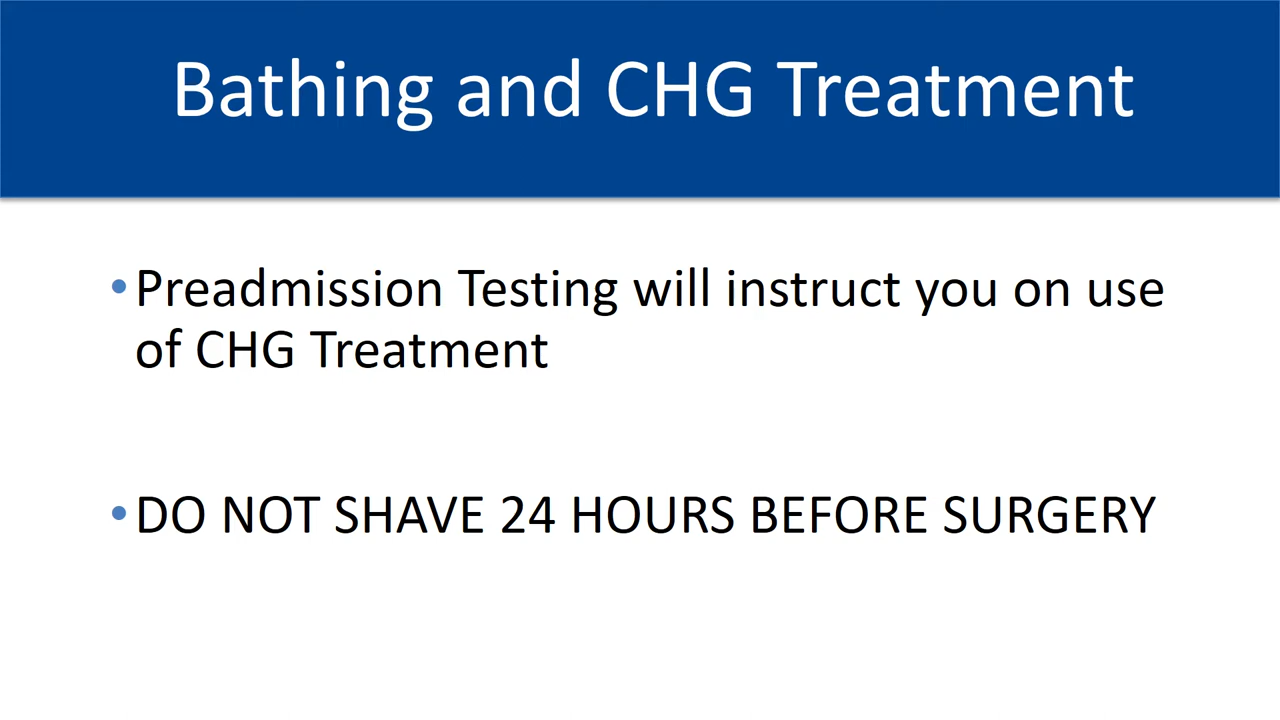 Bathing and CHG Treatment
•Preadmission Testing will instruct you on use
of CHG Treatment
•DO NOT SHAVE 24 HOURS BEFORE SURGERY